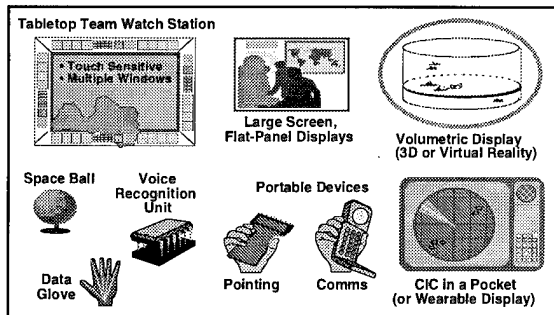 Tabletop Team Watch Station
• Touch Sensitive
• Multiple Windows
Large Screen,
Flat-Panel Displays
Volumetric Display
(3D or Virtual Reality)
Space Ball
Voice
Recognition
Unit
Data
Glove
Portable Devices
Pointing
Comms
CIC in a Pocket
(or Wearable Display)